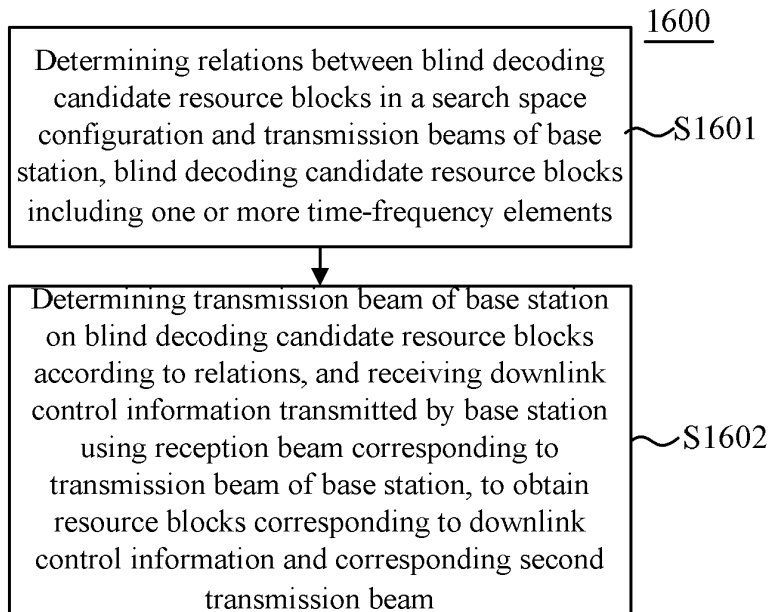 1600
Determining relations between blind decoding
candidate resource blocks in a search space
configuration and transmission beams of base
station, blind decoding candidate resource blocks
including one or more time-frequency elements
S1601
Determining transmission beam of base station
on blind decoding candidate resource blocks
according to relations, and receiving downlink
control information transmitted by base station
using reception beam corresponding to
transmission beam of base station, to obtain
resource blocks corresponding to downlink
control information and corresponding second
transmission beam
S1602